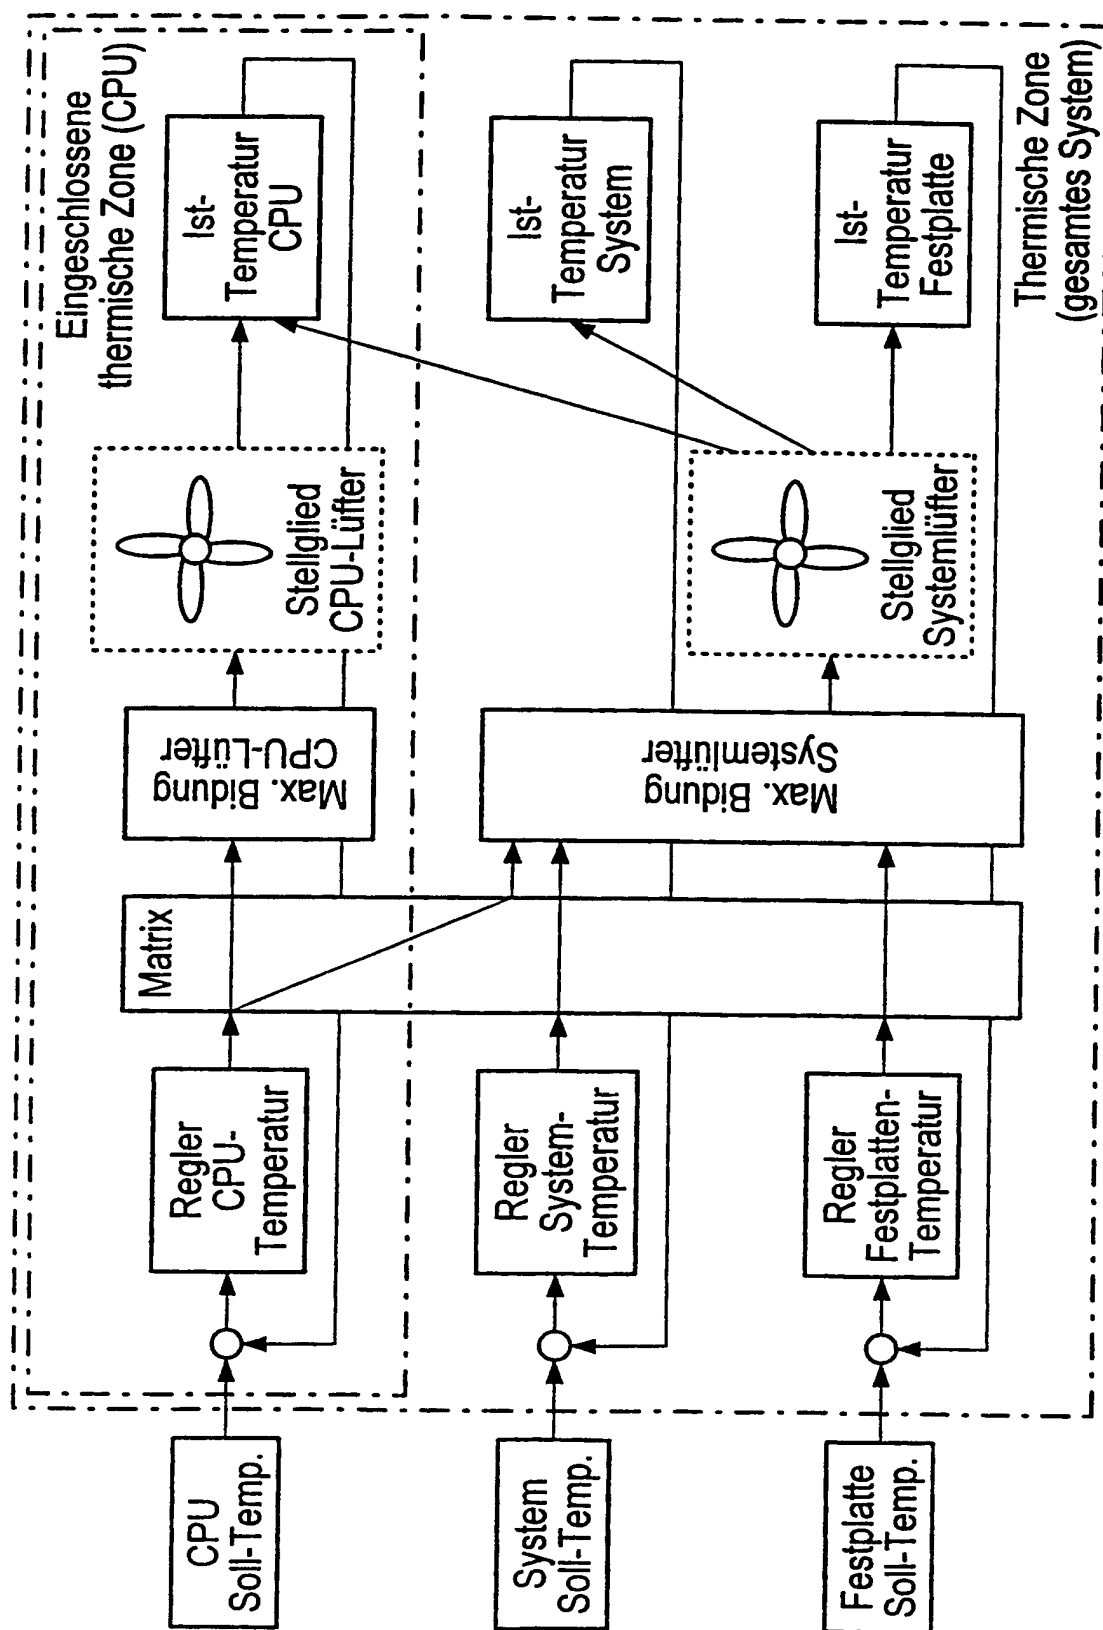 Eingeschlossene
thermische Zone (CPU)
CPU
Soll-Temp.
Regler
CPU-
Temperatur
Matrix
Max. Bidung
CPU-Lüfter
Stellglied
CPU-Lüfter
Ist-
Temperatur
CPU
System
Soll-Temp.
Regler
System-
Temperatur
Max. Bidung
Systemlüfter
Ist-
Temperatur
System
Festplatte
Soll-Temp.
Regler
Festplatten-
Temperatur
Stellglied
Systemlüfter
Ist-
Temperatur
Festplatte
Thermische Zone
(gesamtes System)